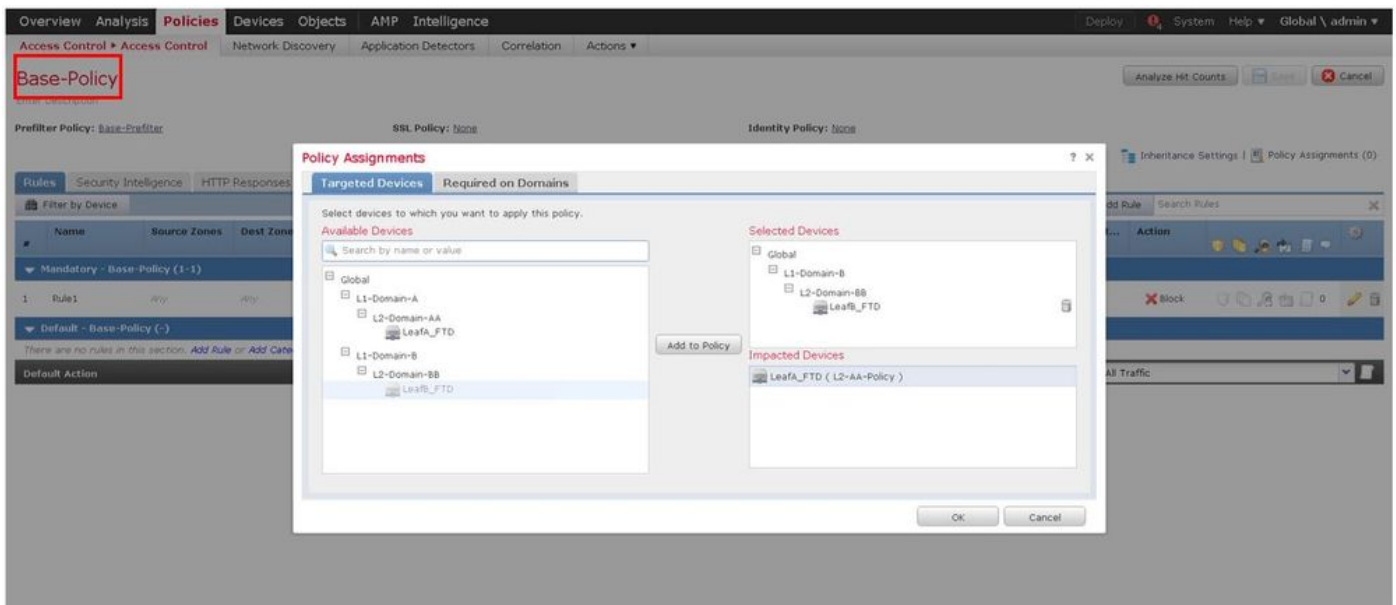 Overview Analysis Policies Devices Objects AMP Intelligence Deploy System Help Global \ admin
Access Control Access Control Network Discovery Application Detectors Correlation Actions
Base-Policy
Enter Description
Analyze Hit Counts Save Cancel
Prefilter Policy: Base-Prefilter SSL Policy: None Identity Policy: None
Inheritance Settings | Policy Assignments (0)
Rules Security Intelligence HTTP Responses
Filter by Device
dd Rule Search Rules
# Name Source Zones Dest Zone
Action
Mandatory - Base-Policy (1-1)
1 Rule1 Any Any
Block 0
Default - Base-Policy (-)
There are no rules in this section. Add Rule or Add Cate
Default Action
All Traffic
Policy Assignments ?
Targeted Devices Required on Domains
Select devices to which you want to apply this policy.
Available Devices
Search by name or value
Global
L1-Domain-A
L2-Domain-AA
LeafA_FTD
L1-Domain-B
L2-Domain-BB
LeafB_FTD
Add to Policy
Selected Devices
Global
L1-Domain-B
L2-Domain-BB
LeafB_FTD
Impacted Devices
LeafA_FTD ( L2-AA-Policy )
OK Cancel